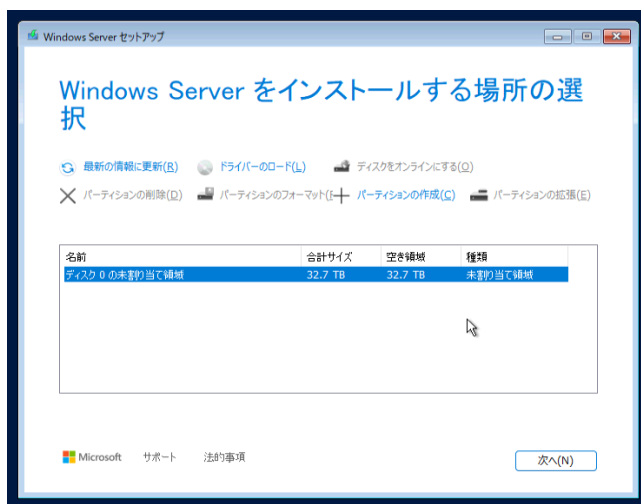 Windows Server セットアップ
Windows Server をインストールする場所の選
択
最新の情報に更新(R) ドライバーのロード(L) ディスクをオンラインにする(O)
パーティションの削除(D) パーティションのフォーマット(F パーティションの作成(C) パーティションの拡張(E)
名前 合計サイズ 空き領域 種類
ディスク 0 の未割り当て領域 32.7 TB 32.7 TB 未割り当て領域
Microsoft サポート 法的事項
次へ(N)